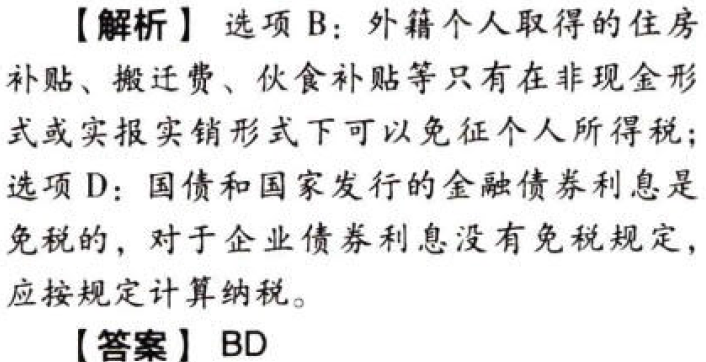 【解析】 选项 B：外籍个人取得的住房
补贴、搬迁费、伙食补贴等只有在非现金形
式或实报实销形式下可以免征个人所得税；
选项 D：国债和国家发行的金融债券利息是
免税的，对于企业债券利息没有免税规定，
应按规定计算纳税。
【答案】 BD